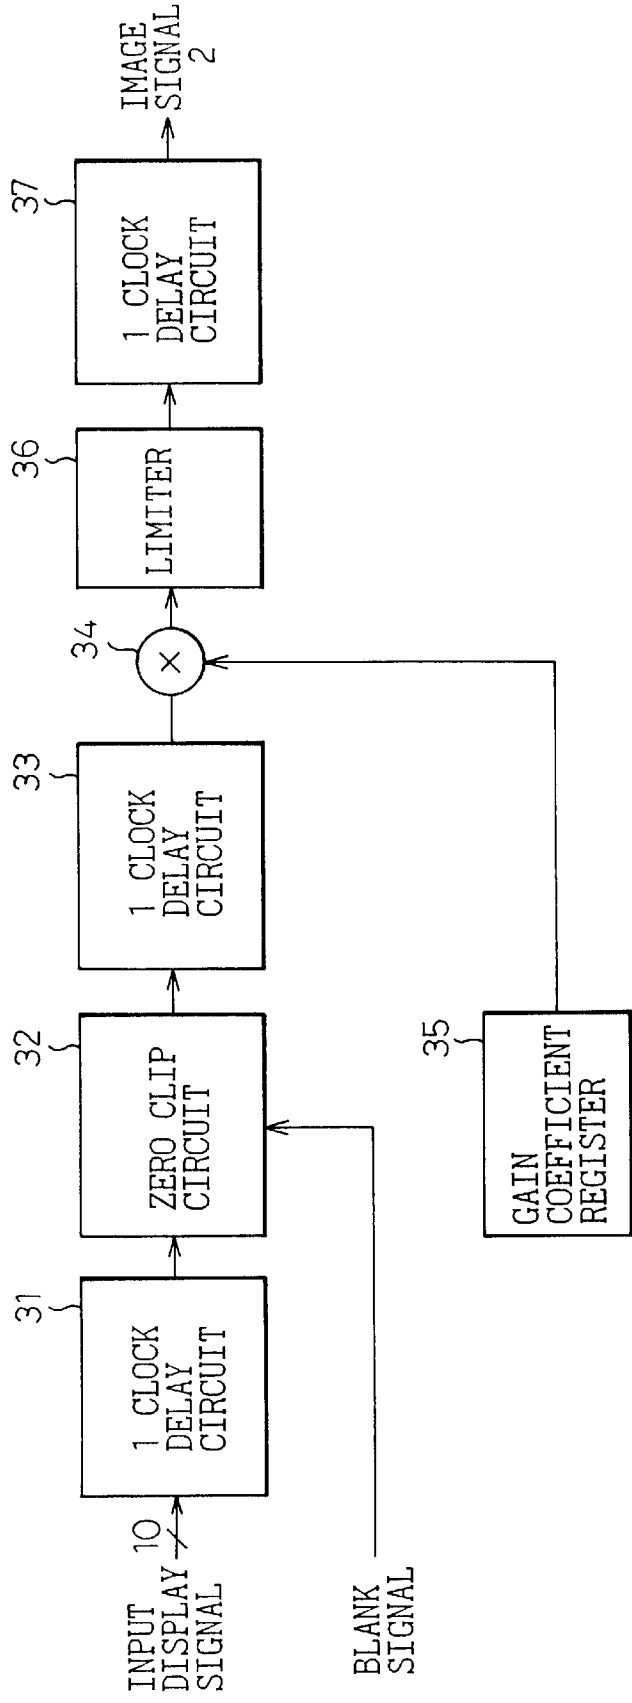 INPUT
DISPLAY
SIGNAL
10
31
1 CLOCK
DELAY
CIRCUIT
32
ZERO CLIP
CIRCUIT
33
1 CLOCK
DELAY
CIRCUIT
34
×
36
LIMITER
37
1 CLOCK
DELAY
CIRCUIT
IMAGE
SIGNAL
2
BLANK
SIGNAL
35
GAIN
COEFFICIENT
REGISTER